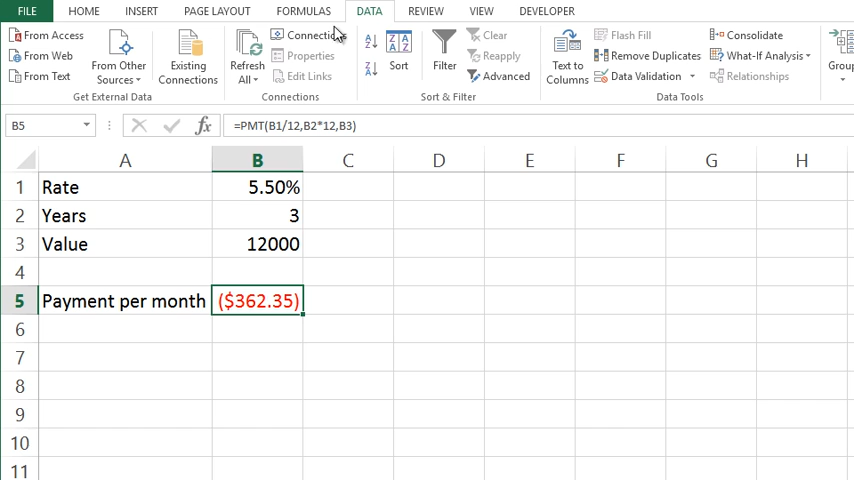 FILE HOME INSERT PAGE LAYOUT FORMULAS DATA REVIEW VIEW DEVELOPER
From Access
From Web
From Text
From Other
Sources
Existing
Connections
Get External Data
Refresh
All
Connections
Properties
Edit Links
Connections
A
Z
Z
A
Z A
A Z
Sort
Filter
Clear
Reapply
Advanced
Sort & Filter
Text to
Columns
Flash Fill
Remove Duplicates
Data Validation
Consolidate
What-If Analysis
Relationships
Data Tools
Group
B5 fx =PMT(B1/12,B2*12,B3)
A B C D E F G H
1 Rate 5.50%
2 Years 3
3 Value 12000
4
5 Payment per month ($362.35)
6
7
8
9
10
11